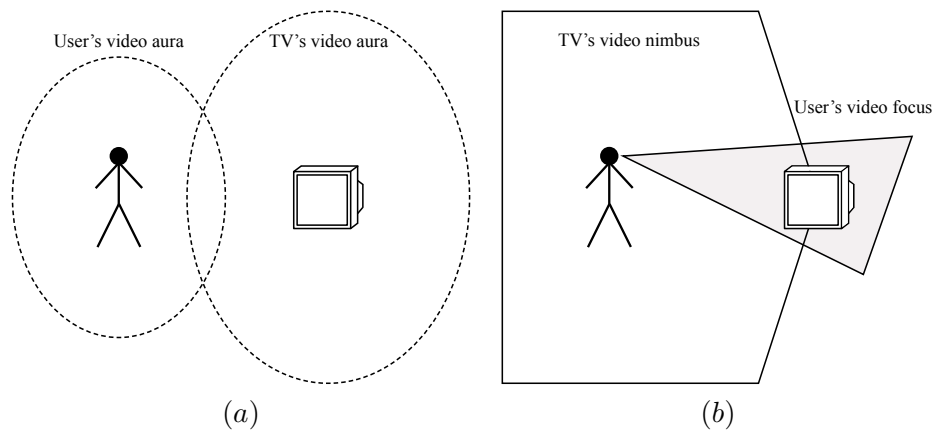 User’s video aura
TV’s video aura
TV’s video nimbus
User’s video focus
(a)
(b)